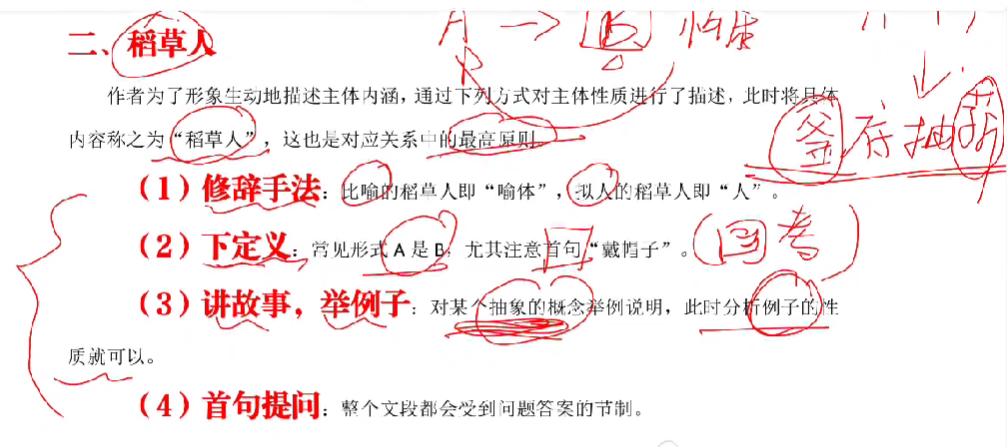 A → B 性质
二、稻草人
作者为了形象生动地描述主体内涵，通过下列方式对主体性质进行了描述，此时将具体
内容称之为“稻草人”，这也是对应关系中的最高原则。
釜底抽薪
（1）修辞手法：比喻的稻草人即“喻体”，拟人的稻草人即“人”。
（2）下定义：常见形式 A 是 B，尤其注意首句“戴帽子”。（国考）
（3）讲故事，举例子：对某个抽象的概念举例说明，此时分析例子的性
质就可以。
（4）首句提问：整个文段都会受到问题答案的节制。